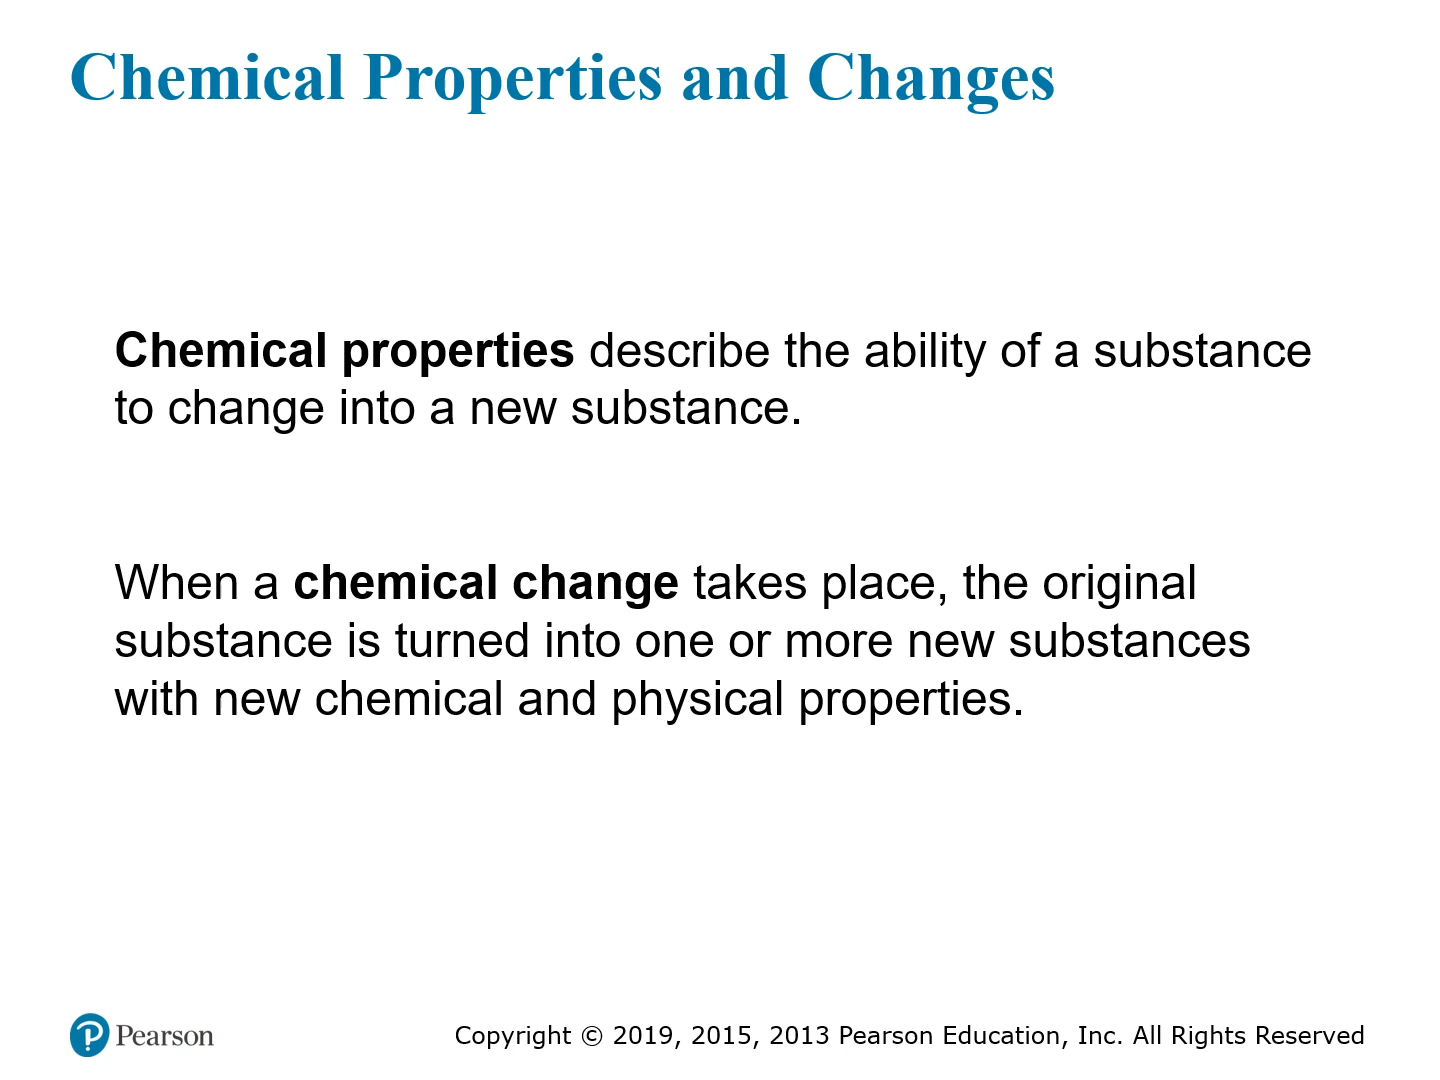 Chemical Properties and Changes
Chemical properties describe the ability of a substance
to change into a new substance.
When a chemical change takes place, the original
substance is turned into one or more new substances
with new chemical and physical properties.
Pearson
Copyright © 2019, 2015, 2013 Pearson Education, Inc. All Rights Reserved